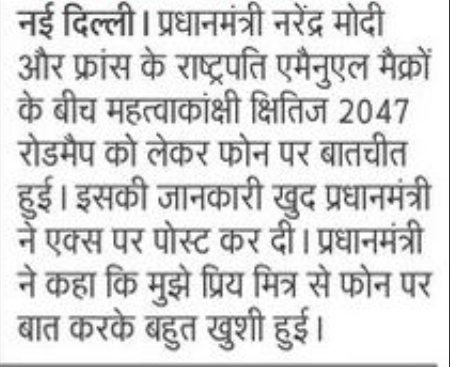 नई दिल्ली। प्रधानमंत्री नरेंद्र मोदी
और फ्रांस के राष्ट्रपति एमैनुएल मैक्रों
के बीच महत्वाकांक्षी क्षितिज 2047
रोडमैप को लेकर फोन पर बातचीत
हुई। इसकी जानकारी खुद प्रधानमंत्री
ने एक्स पर पोस्ट कर दी। प्रधानमंत्री
ने कहा कि मुझे प्रिय मित्र से फोन पर
बात करके बहुत खुशी हुई।